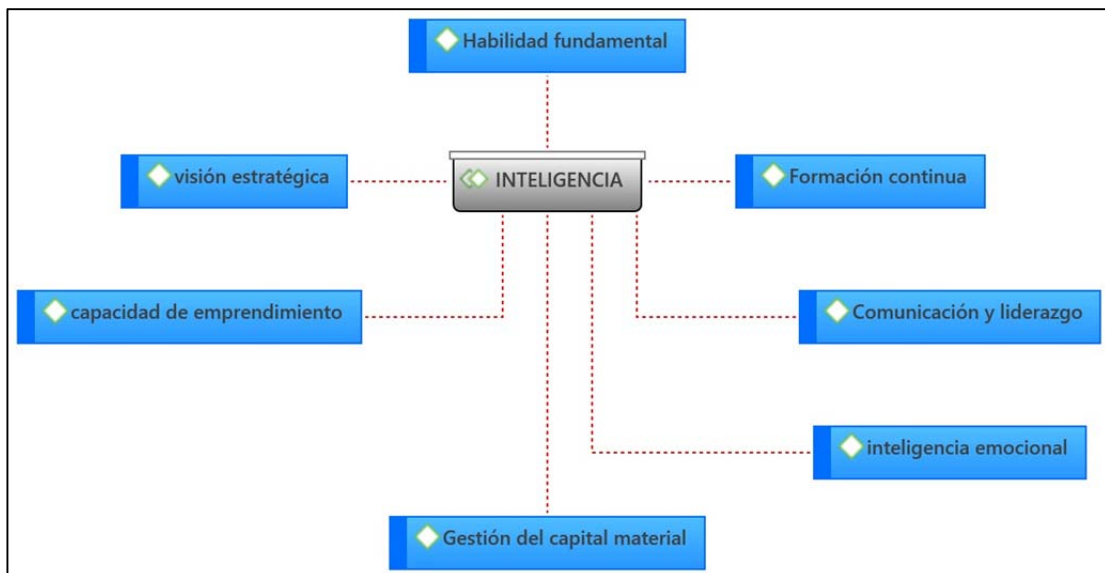 Habilidad fundamental
visión estratégica
INTELIGENCIA
Formación continua
capacidad de emprendimiento
Comunicación y liderazgo
inteligencia emocional
Gestión del capital material